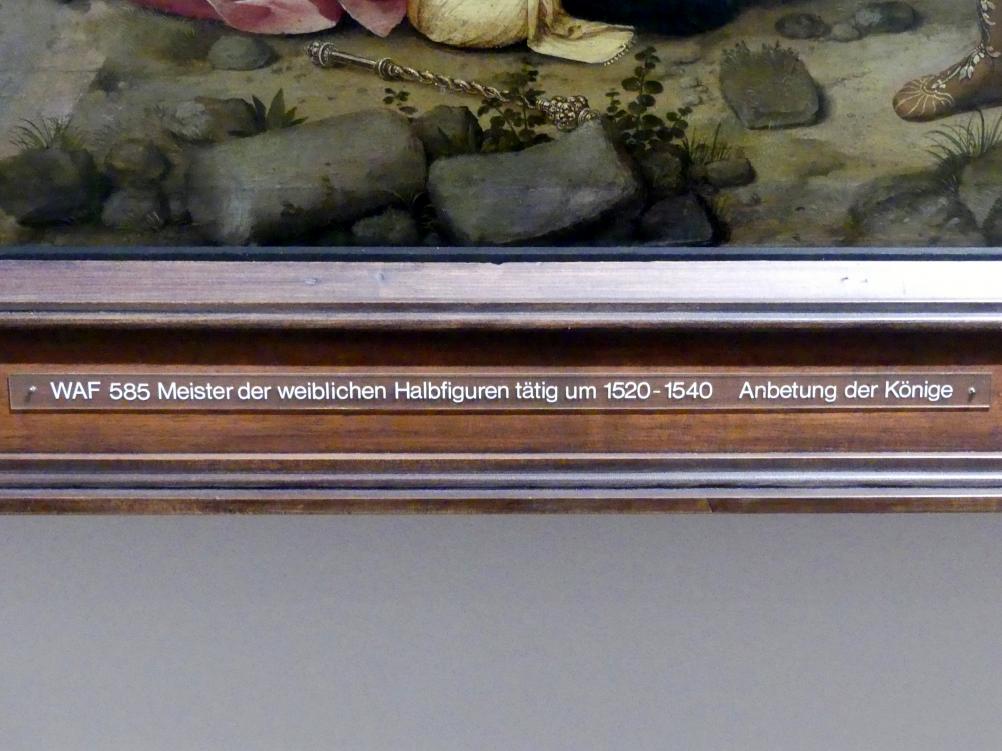 WAF 585 Meister der weiblichen Halbfiguren tätig um 1520-1540 Anbetung der Könige